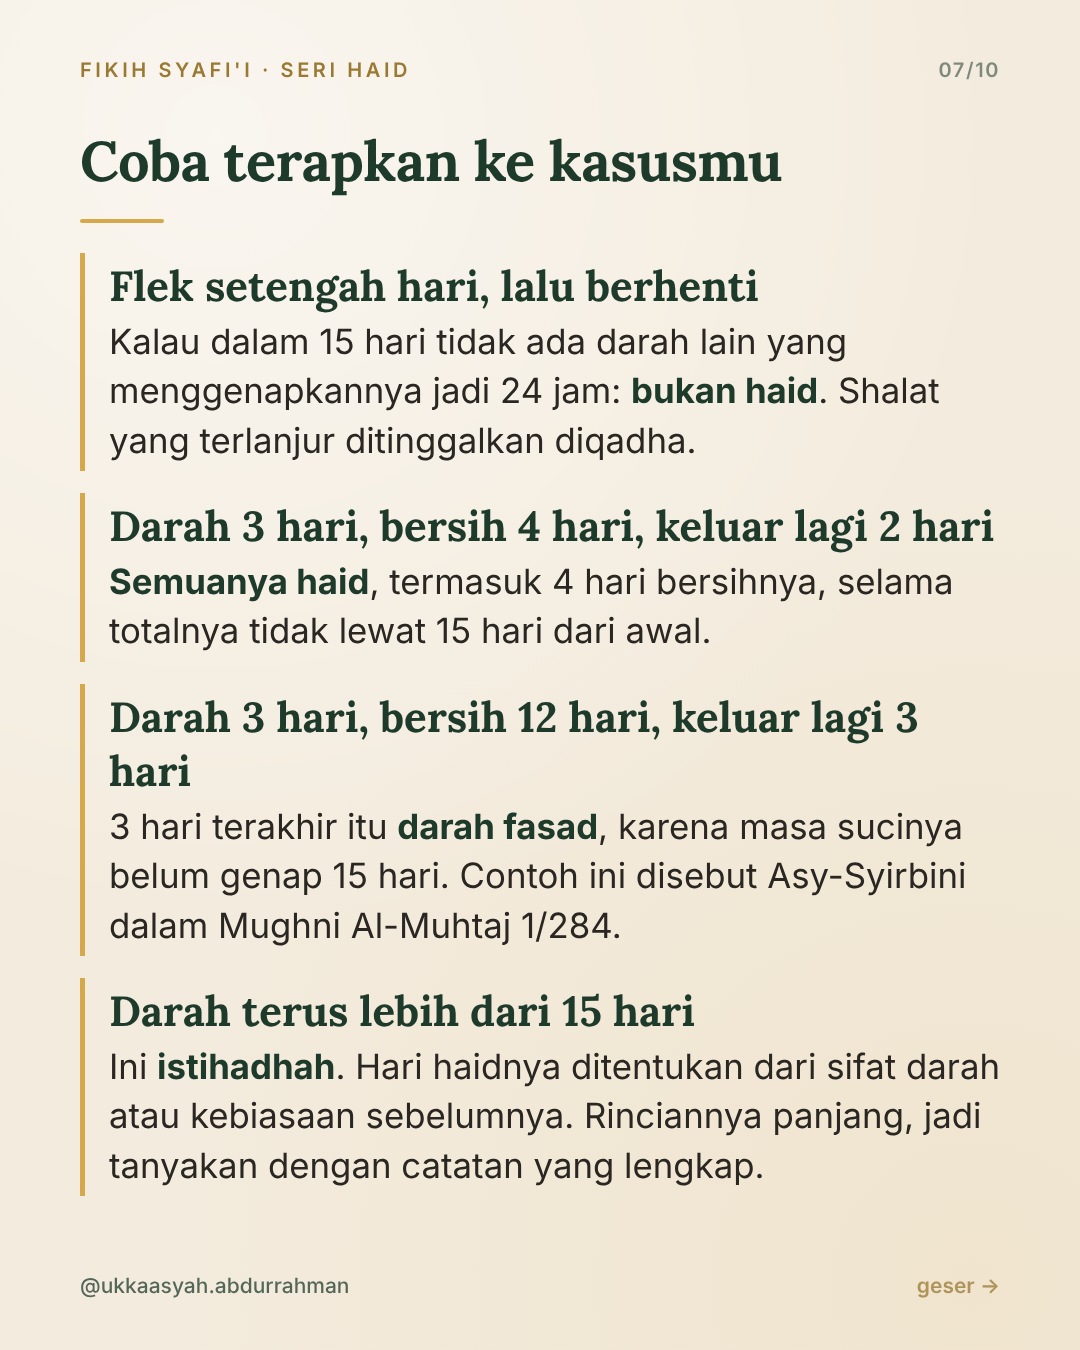 FIKIH SYAFI'I · SERI HAID
07/10
Coba terapkan ke kasusmu
Flek setengah hari, lalu berhenti
Kalau dalam 15 hari tidak ada darah lain yang
menggenapkannya jadi 24 jam: bukan haid. Shalat
yang terlanjur ditinggalkan diqadha.
Darah 3 hari, bersih 4 hari, keluar lagi 2 hari
Semuanya haid, termasuk 4 hari bersihnya, selama
totalnya tidak lewat 15 hari dari awal.
Darah 3 hari, bersih 12 hari, keluar lagi 3
hari
3 hari terakhir itu darah fasad, karena masa sucinya
belum genap 15 hari. Contoh ini disebut Asy-Syirbini
dalam Mughni Al-Muhtaj 1/284.
Darah terus lebih dari 15 hari
Ini istihadhah. Hari haidnya ditentukan dari sifat darah
atau kebiasaan sebelumnya. Rinciannya panjang, jadi
tanyakan dengan catatan yang lengkap.
@ukkaasyah.abdurrahman
geser →